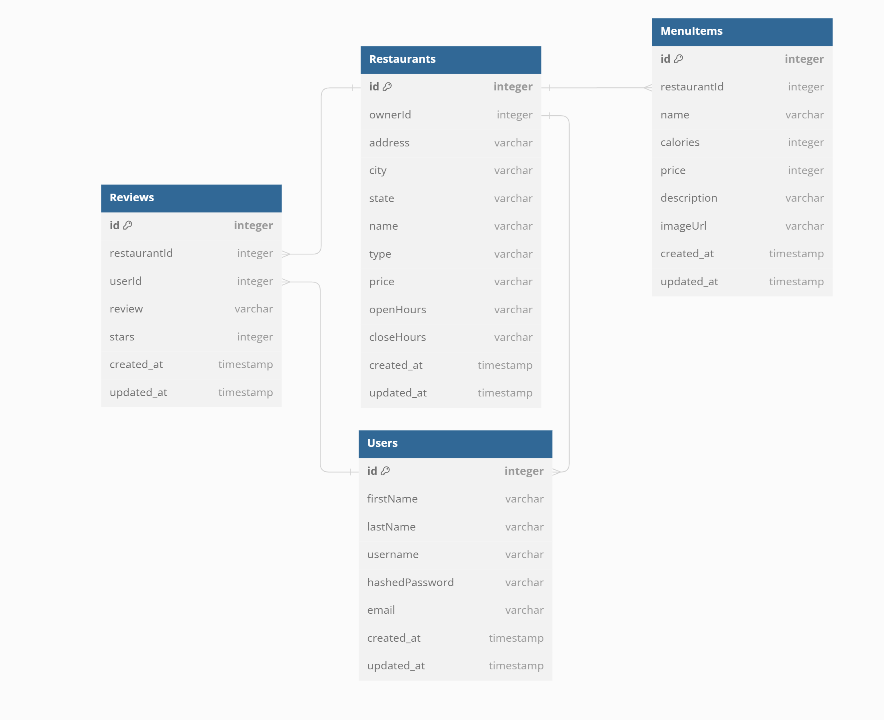 MenuItems
id integer
restaurantId integer
name varchar
calories integer
price integer
description varchar
imageUrl varchar
created_at timestamp
updated_at timestamp
Restaurants
id integer
ownerId integer
address varchar
city varchar
state varchar
name varchar
type varchar
price varchar
openHours varchar
closeHours varchar
created_at timestamp
updated_at timestamp
Reviews
id integer
restaurantId integer
userId integer
review varchar
stars integer
created_at timestamp
updated_at timestamp
Users
id integer
firstName varchar
lastName varchar
username varchar
hashedPassword varchar
email varchar
created_at timestamp
updated_at timestamp